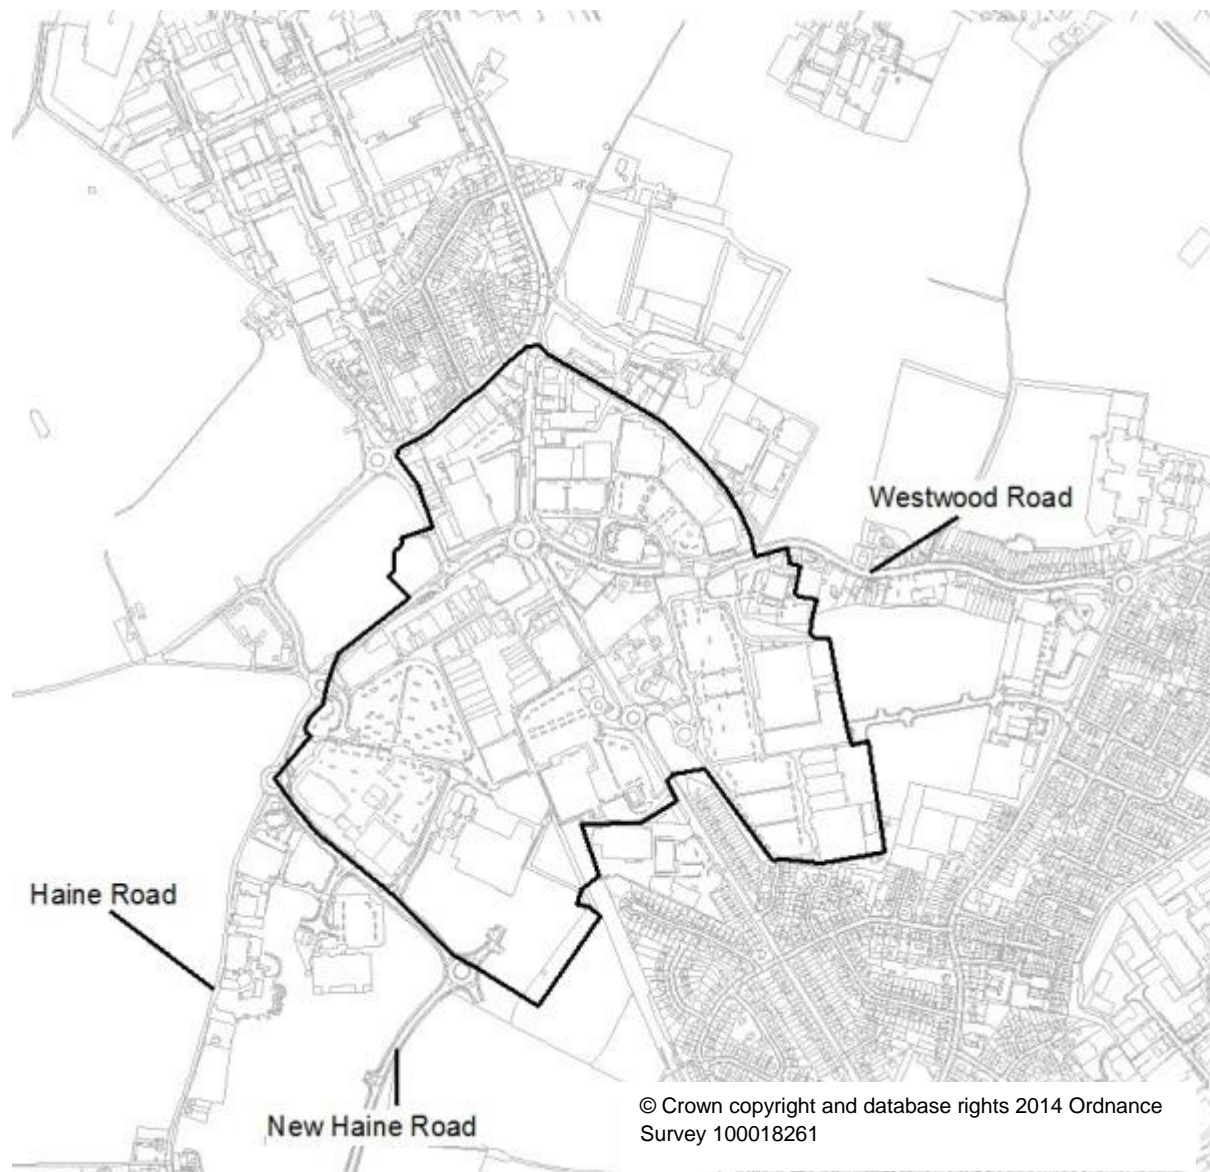 Westwood Road
Haine Road
New Haine Road
© Crown copyright and database rights 2014 Ordnance
Survey 100018261